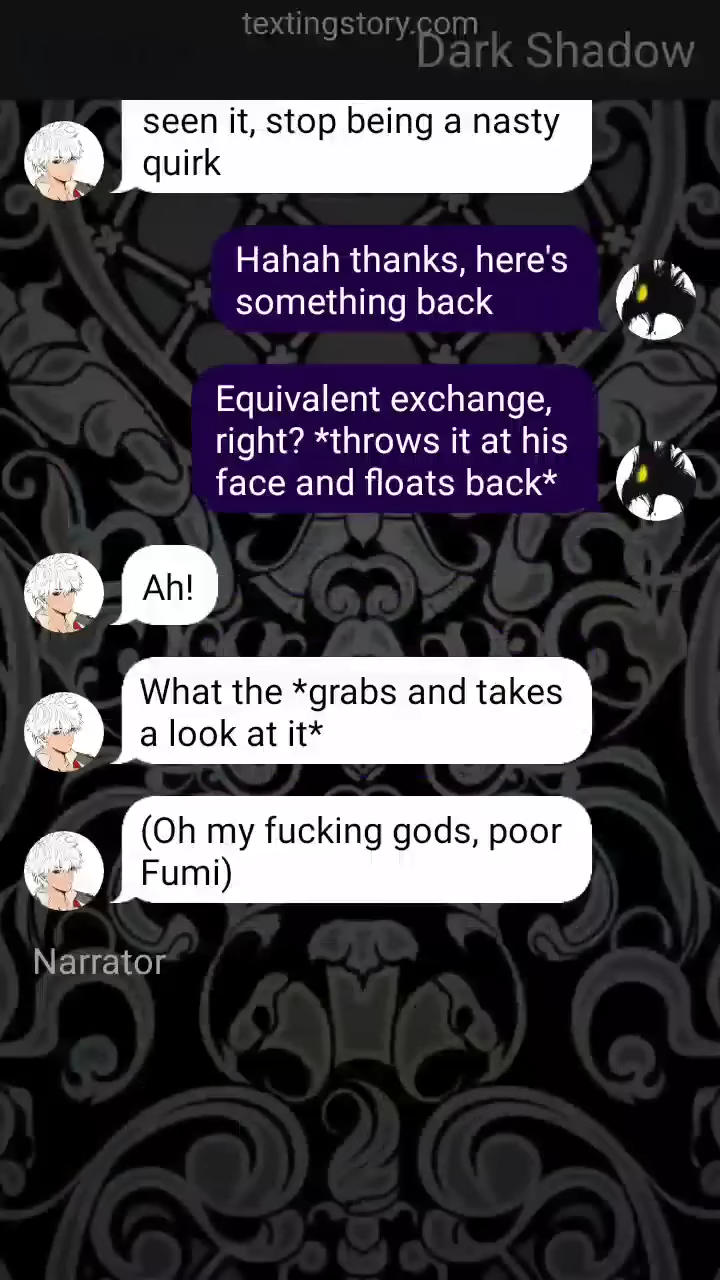 textingstory.com
Dark Shadow
seen it, stop being a nasty
quirk
Hahah thanks, here's
something back
Equivalent exchange,
right? *throws it at his
face and floats back*
Ah!
What the *grabs and takes
a look at it*
(Oh my fucking gods, poor
Fumi)
Narrator